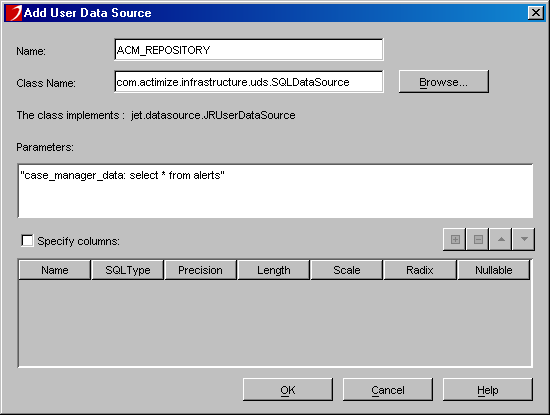 Add User Data Source
Name: ACM_REPOSITORY
Class Name: com.actimize.infrastructure.uds.SQLDataSource Browse...
The class implements : jet.datasource.JRUserDataSource
Parameters:
"case_manager_data: select * from alerts"
Specify columns:
Name SQLType Precision Length Scale Radix Nullable
OK Cancel Help